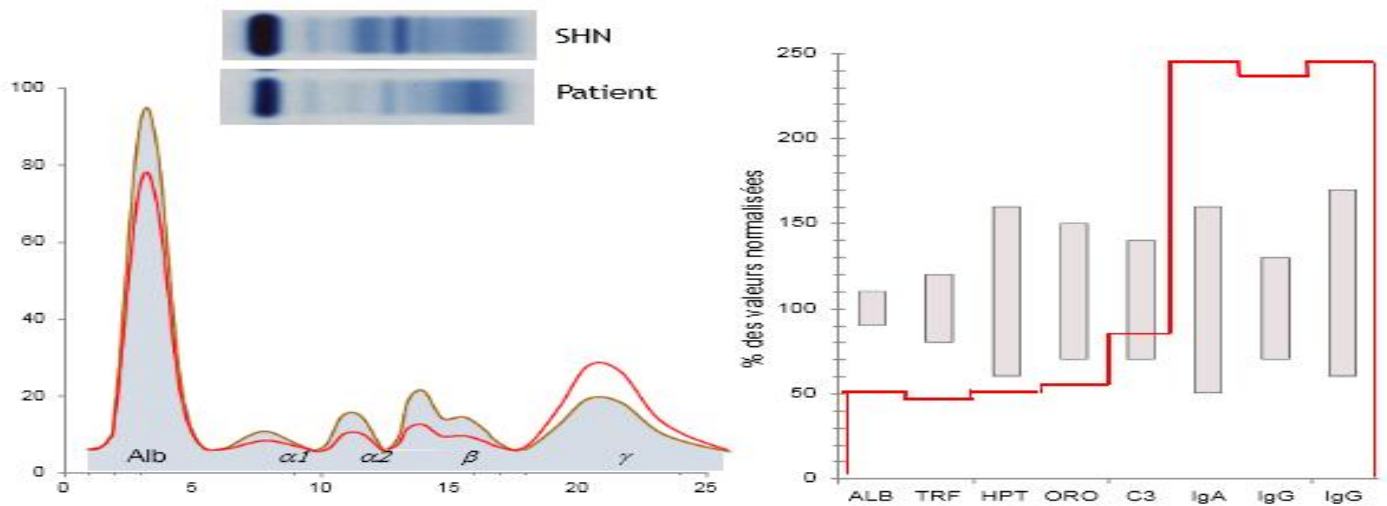 SHN
Patient
100
80
60
40
20
0
Alb
α1
α2
β
γ
0
5
10
15
20
25
% des valeurs normalisées
250
200
150
100
50
0
ALB
TRF
HPT
ORO
C3
IgA
IgG
IgG